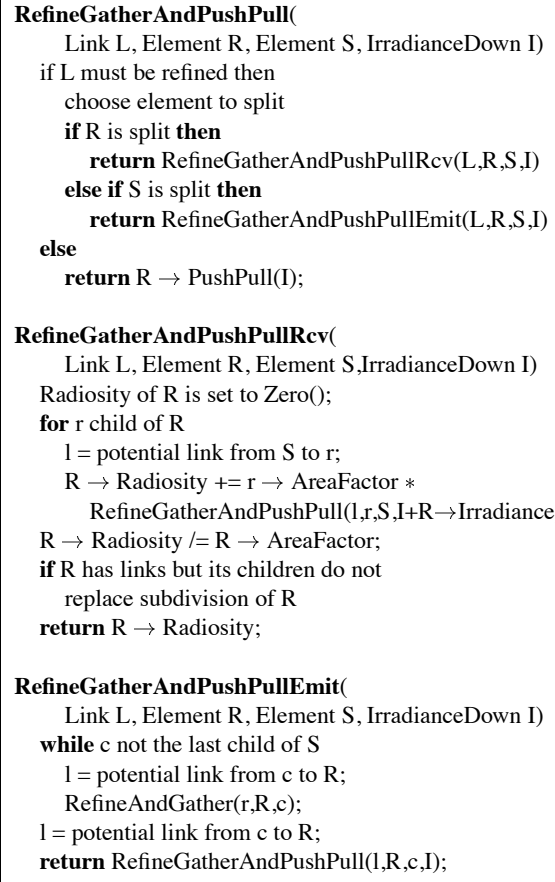 RefineGatherAndPushPull(
Link L, Element R, Element S, IrradianceDown I)
if L must be refined then
choose element to split
if R is split then
return RefineGatherAndPushPullRcv(L,R,S,I)
else if S is split then
return RefineGatherAndPushPullEmit(L,R,S,I)
else
return R → PushPull(I);
RefineGatherAndPushPullRcv(
Link L, Element R, Element S,IrradianceDown I)
Radiosity of R is set to Zero();
for r child of R
l = potential link from S to r;
R → Radiosity += r → AreaFactor ∗
RefineGatherAndPushPull(l,r,S,I+R→Irradiance
R → Radiosity /= R → AreaFactor;
if R has links but its children do not
replace subdivision of R
return R → Radiosity;
RefineGatherAndPushPullEmit(
Link L, Element R, Element S, IrradianceDown I)
while c not the last child of S
l = potential link from c to R;
RefineAndGather(r,R,c);
l = potential link from c to R;
return RefineGatherAndPushPull(l,R,c,I);